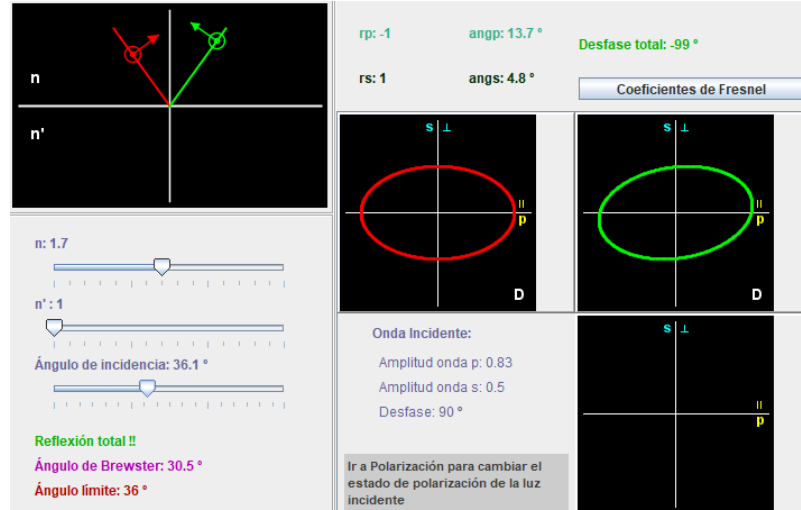 n
n'
rp: -1
angp: 13.7 º
Desfase total: -99 º
rs: 1
angs: 4.8 º
Coeficientes de Fresnel
s ⊥
II
p
D
s ⊥
II
p
D
n: 1.7
n' : 1
Ángulo de incidencia: 36.1 º
Reflexión total !!
Ángulo de Brewster: 30.5 º
Ángulo límite: 36 º
Onda Incidente:
Amplitud onda p: 0.83
Amplitud onda s: 0.5
Desfase: 90 º
Ir a Polarización para cambiar el
estado de polarización de la luz
incidente
s ⊥
II
p